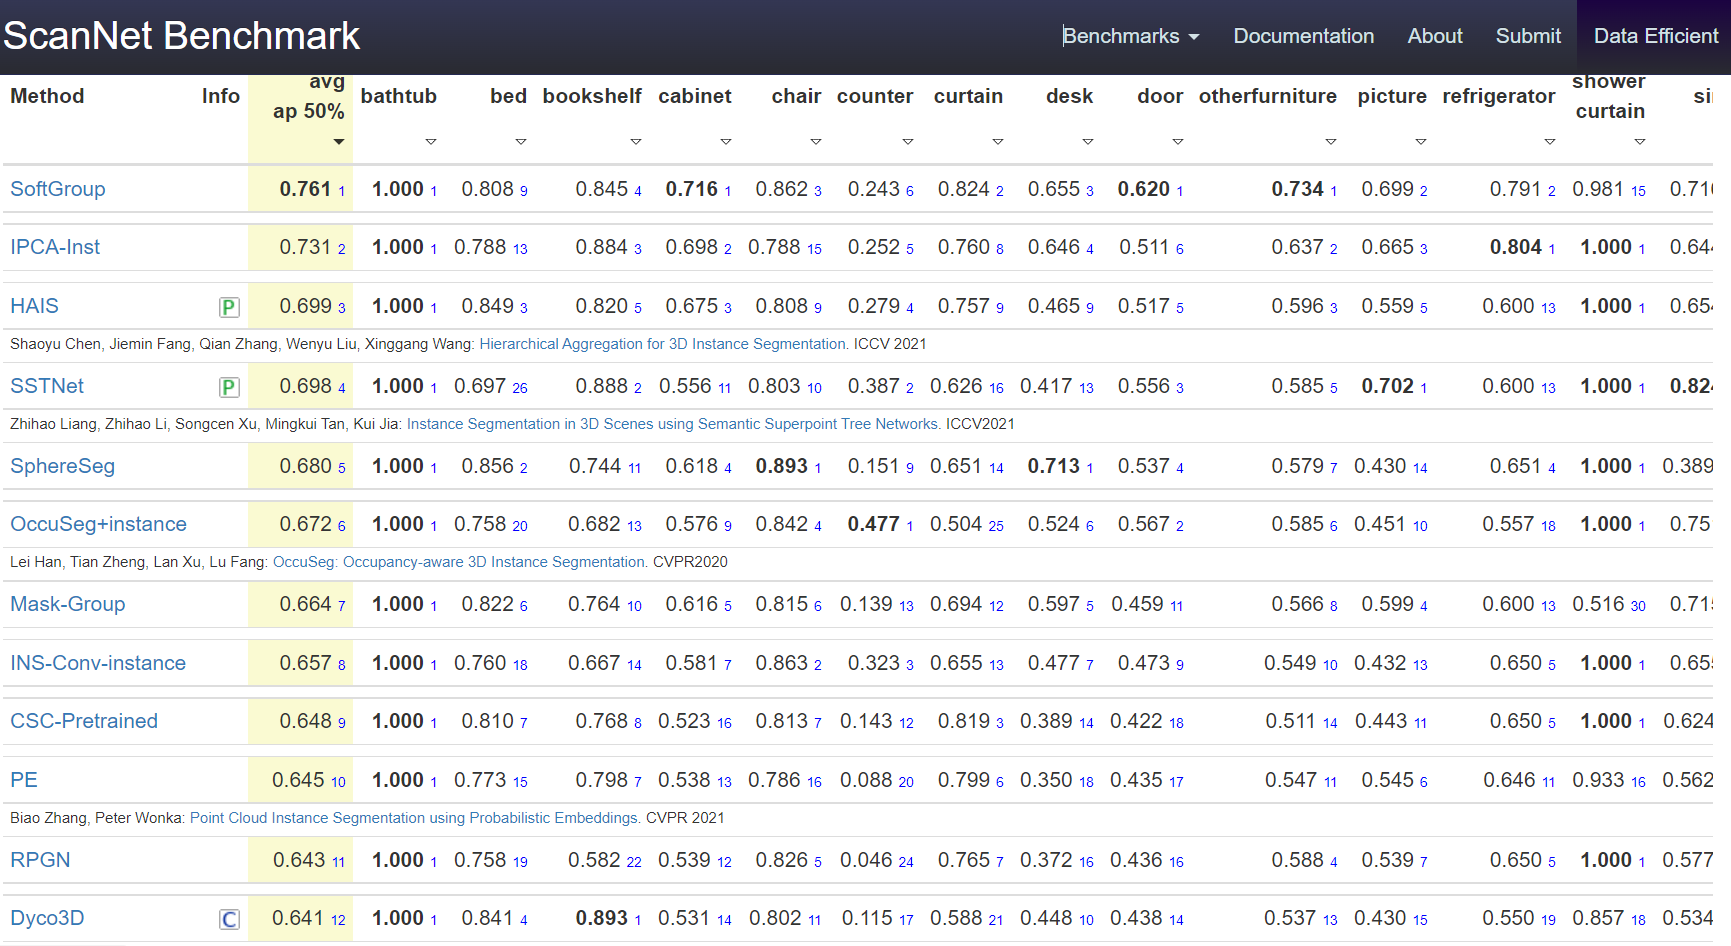 ScanNet Benchmark Benchmarks Documentation About Submit Data Efficient
Method Info avg ap 50% bathtub bed bookshelf cabinet chair counter curtain desk door otherfurniture picture refrigerator shower curtain
SoftGroup 0.761 1 1.000 1 0.808 9 0.845 4 0.716 1 0.862 3 0.243 6 0.824 2 0.655 3 0.620 1 0.734 1 0.699 2 0.791 2 0.981 15
IPCA-Inst 0.731 2 1.000 1 0.788 13 0.884 3 0.698 2 0.788 15 0.252 5 0.760 8 0.646 4 0.511 6 0.637 2 0.665 3 0.804 1 1.000 1
HAIS P 0.699 3 1.000 1 0.849 3 0.820 5 0.675 3 0.808 9 0.279 4 0.757 9 0.465 9 0.517 5 0.596 3 0.559 5 0.600 13 1.000 1
Shaoyu Chen, Jiemin Fang, Qian Zhang, Wenyu Liu, Xinggang Wang: Hierarchical Aggregation for 3D Instance Segmentation. ICCV 2021
SSTNet P 0.698 4 1.000 1 0.697 26 0.888 2 0.556 11 0.803 10 0.387 2 0.626 16 0.417 13 0.556 3 0.585 5 0.702 1 0.600 13 1.000 1
Zhihao Liang, Zhihao Li, Songcen Xu, Mingkui Tan, Kui Jia: Instance Segmentation in 3D Scenes using Semantic Superpoint Tree Networks. ICCV2021
SphereSeg 0.680 5 1.000 1 0.856 2 0.744 11 0.618 4 0.893 1 0.151 9 0.651 14 0.713 1 0.537 4 0.579 7 0.430 14 0.651 4 1.000 1 0.389
OccuSeg+instance 0.672 6 1.000 1 0.758 20 0.682 13 0.576 9 0.842 4 0.477 1 0.504 25 0.524 6 0.567 2 0.585 6 0.451 10 0.557 18 1.000 1
Lei Han, Tian Zheng, Lan Xu, Lu Fang: OccuSeg: Occupancy-aware 3D Instance Segmentation. CVPR2020
Mask-Group 0.664 7 1.000 1 0.822 6 0.764 10 0.616 5 0.815 6 0.139 13 0.694 12 0.597 5 0.459 11 0.566 8 0.599 4 0.600 13 0.516 30
INS-Conv-instance 0.657 8 1.000 1 0.760 18 0.667 14 0.581 7 0.863 2 0.323 3 0.655 13 0.477 7 0.473 9 0.549 10 0.432 13 0.650 5 1.000 1
CSC-Pretrained 0.648 9 1.000 1 0.810 7 0.768 8 0.523 16 0.813 7 0.143 12 0.819 3 0.389 14 0.422 18 0.511 14 0.443 11 0.650 5 1.000 1 0.624
PE 0.645 10 1.000 1 0.773 15 0.798 7 0.538 13 0.786 16 0.088 20 0.799 6 0.350 18 0.435 17 0.547 11 0.545 6 0.646 11 0.933 16 0.562
Biao Zhang, Peter Wonka: Point Cloud Instance Segmentation using Probabilistic Embeddings. CVPR 2021
RPGN 0.643 11 1.000 1 0.758 19 0.582 22 0.539 12 0.826 5 0.046 24 0.765 7 0.372 16 0.436 16 0.588 4 0.539 7 0.650 5 1.000 1 0.577
Dyco3D C 0.641 12 1.000 1 0.841 4 0.893 1 0.531 14 0.802 11 0.115 17 0.588 21 0.448 10 0.438 14 0.537 13 0.430 15 0.550 19 0.857 18 0.534